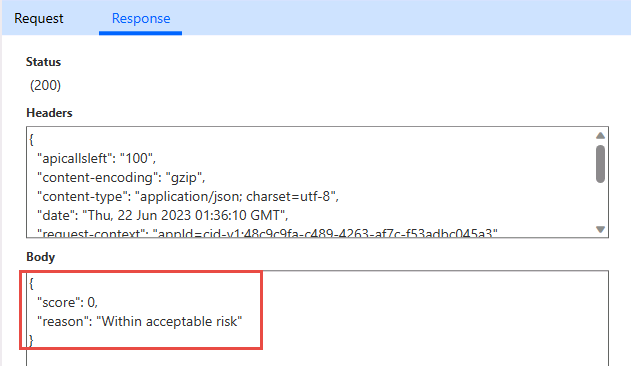 Request Response
Status
(200)
Headers
{
"apicallsleft": "100",
"content-encoding": "gzip",
"content-type": "application/json; charset=utf-8",
"date": "Thu, 22 Jun 2023 01:36:10 GMT",
"request-context": "appId=cid-v1:48c9c9fa-c489-4263-af7c-f53adbc045a3"
Body
{
"score": 0,
"reason": "Within acceptable risk"
}